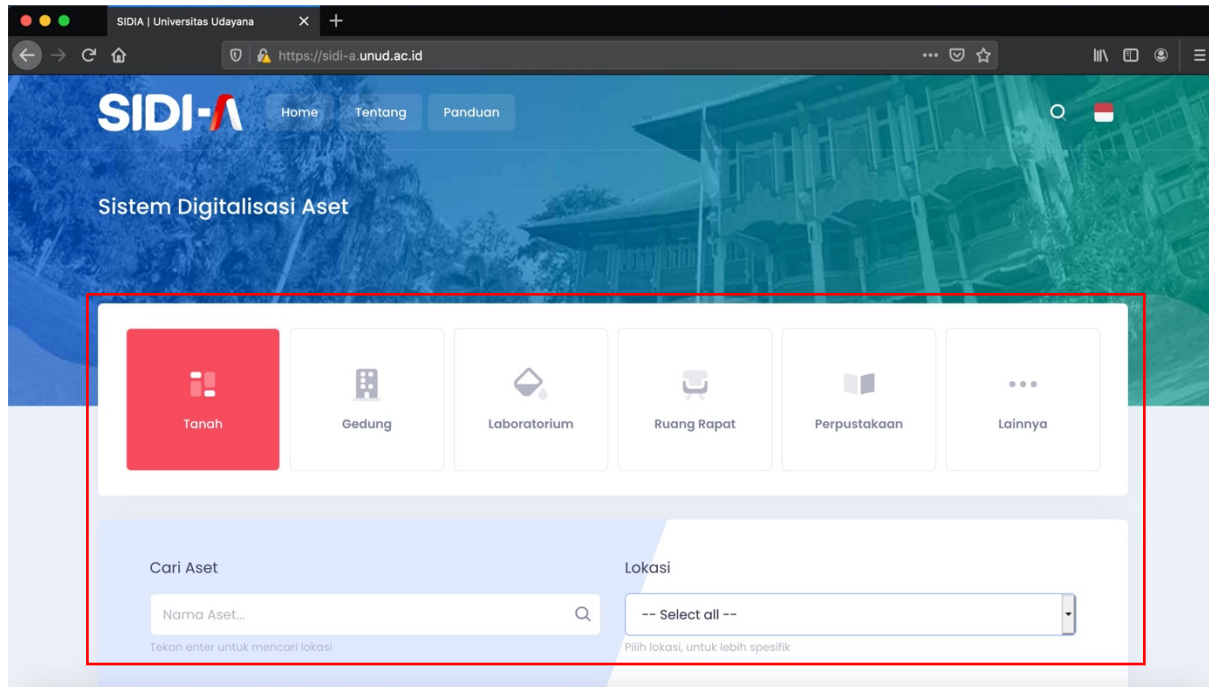 SIDIA | Universitas Udayana
https://sidi-a.unud.ac.id
SIDI-A Home Tentang Panduan
Sistem Digitalisasi Aset
Tanah Gedung Laboratorium Ruang Rapat Perpustakaan Lainnya
Cari Aset Lokasi
Nama Aset... -- Select all --
Tekan enter untuk mencari lokasi Pilih lokasi, untuk lebih spesifik